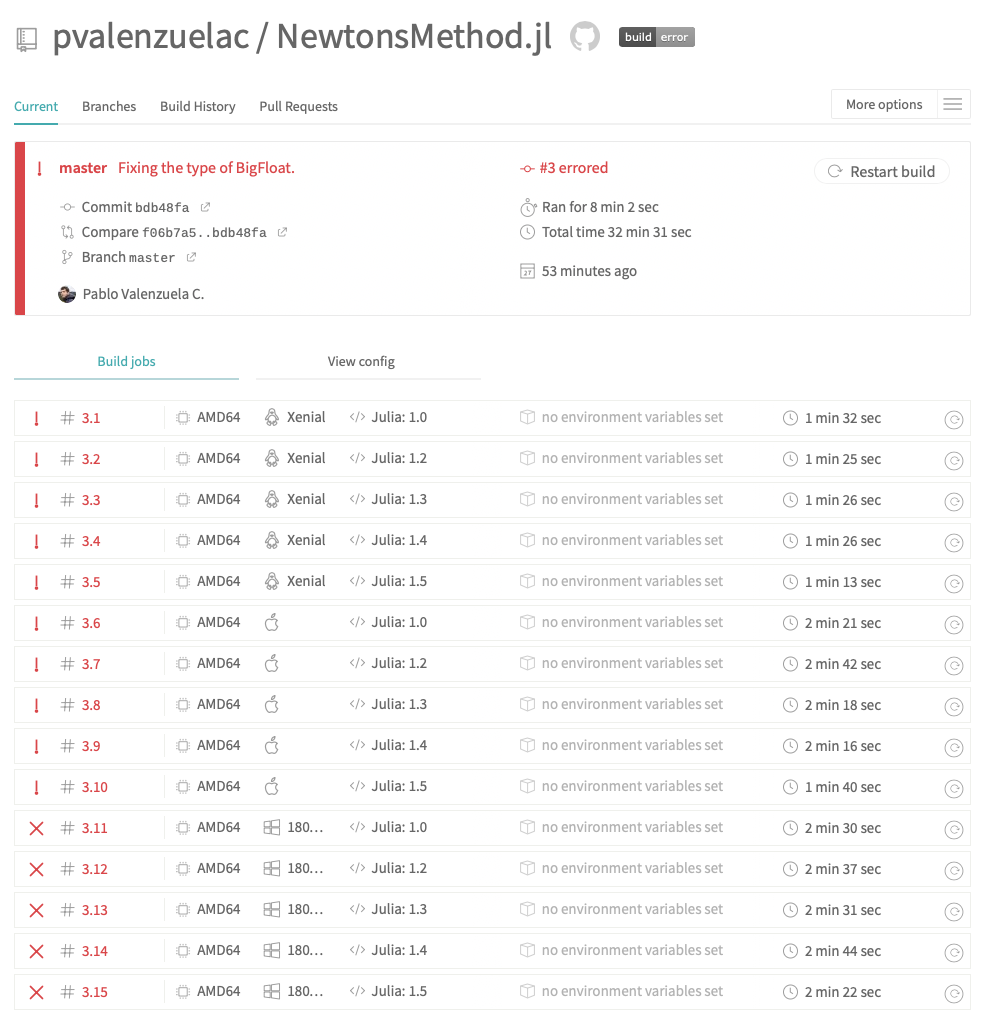 pvalenzuelac / NewtonsMethod.jl build error
Current Branches Build History Pull Requests More options
master Fixing the type of BigFloat. #3 errored Restart build
Commit bdb48fa Ran for 8 min 2 sec
Compare f06b7a5..bdb48fa Total time 32 min 31 sec
Branch master
53 minutes ago
Pablo Valenzuela C.
Build jobs View config
! # 3.1 AMD64 Xenial </> Julia: 1.0 no environment variables set 1 min 32 sec
! # 3.2 AMD64 Xenial </> Julia: 1.2 no environment variables set 1 min 25 sec
! # 3.3 AMD64 Xenial </> Julia: 1.3 no environment variables set 1 min 26 sec
! # 3.4 AMD64 Xenial </> Julia: 1.4 no environment variables set 1 min 26 sec
! # 3.5 AMD64 Xenial </> Julia: 1.5 no environment variables set 1 min 13 sec
! # 3.6 AMD64 </> Julia: 1.0 no environment variables set 2 min 21 sec
! # 3.7 AMD64 </> Julia: 1.2 no environment variables set 2 min 42 sec
! # 3.8 AMD64 </> Julia: 1.3 no environment variables set 2 min 18 sec
! # 3.9 AMD64 </> Julia: 1.4 no environment variables set 2 min 16 sec
! # 3.10 AMD64 </> Julia: 1.5 no environment variables set 1 min 40 sec
# 3.11 AMD64 180... </> Julia: 1.0 no environment variables set 2 min 30 sec
# 3.12 AMD64 180... </> Julia: 1.2 no environment variables set 2 min 37 sec
# 3.13 AMD64 180... </> Julia: 1.3 no environment variables set 2 min 31 sec
# 3.14 AMD64 180... </> Julia: 1.4 no environment variables set 2 min 44 sec
# 3.15 AMD64 180... </> Julia: 1.5 no environment variables set 2 min 22 sec